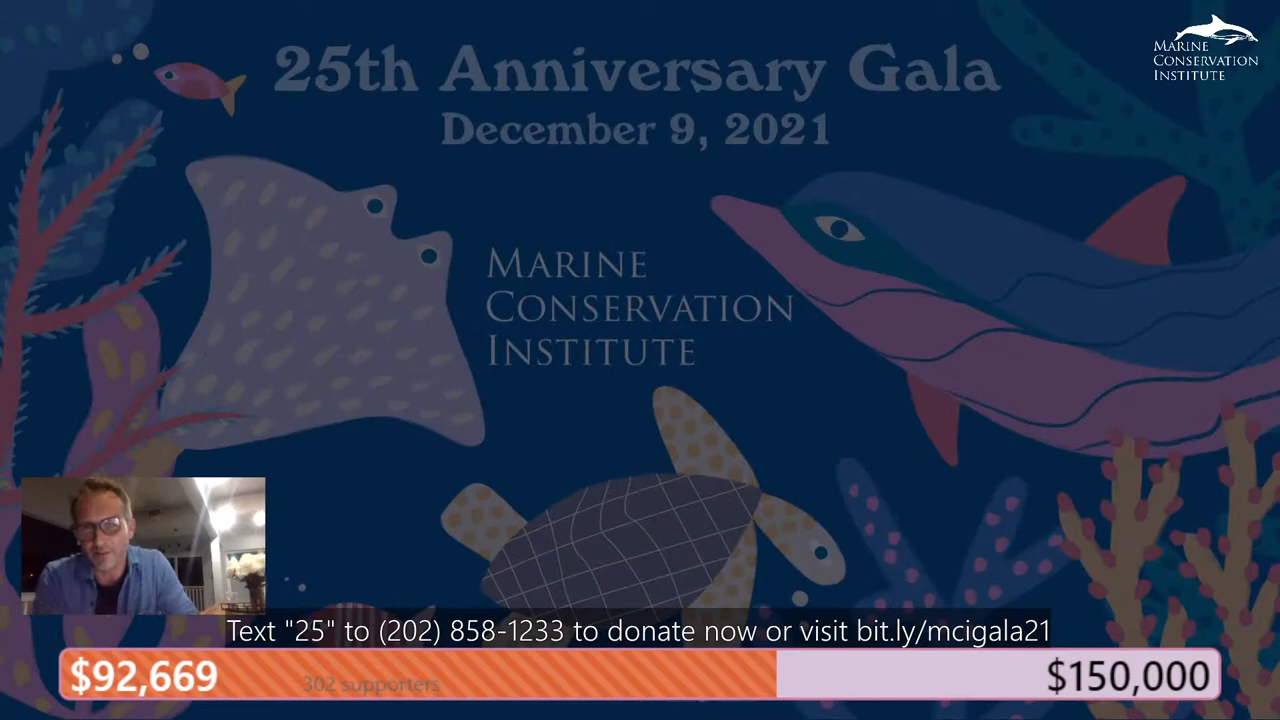 25th Anniversary Gala
December 9, 2021
MARINE
CONSERVATION
INSTITUTE
MARINE
CONSERVATION
INSTITUTE
Text "25" to (202) 858-1233 to donate now or visit bit.ly/mcigala21
$92,669
302 supporters
$150,000